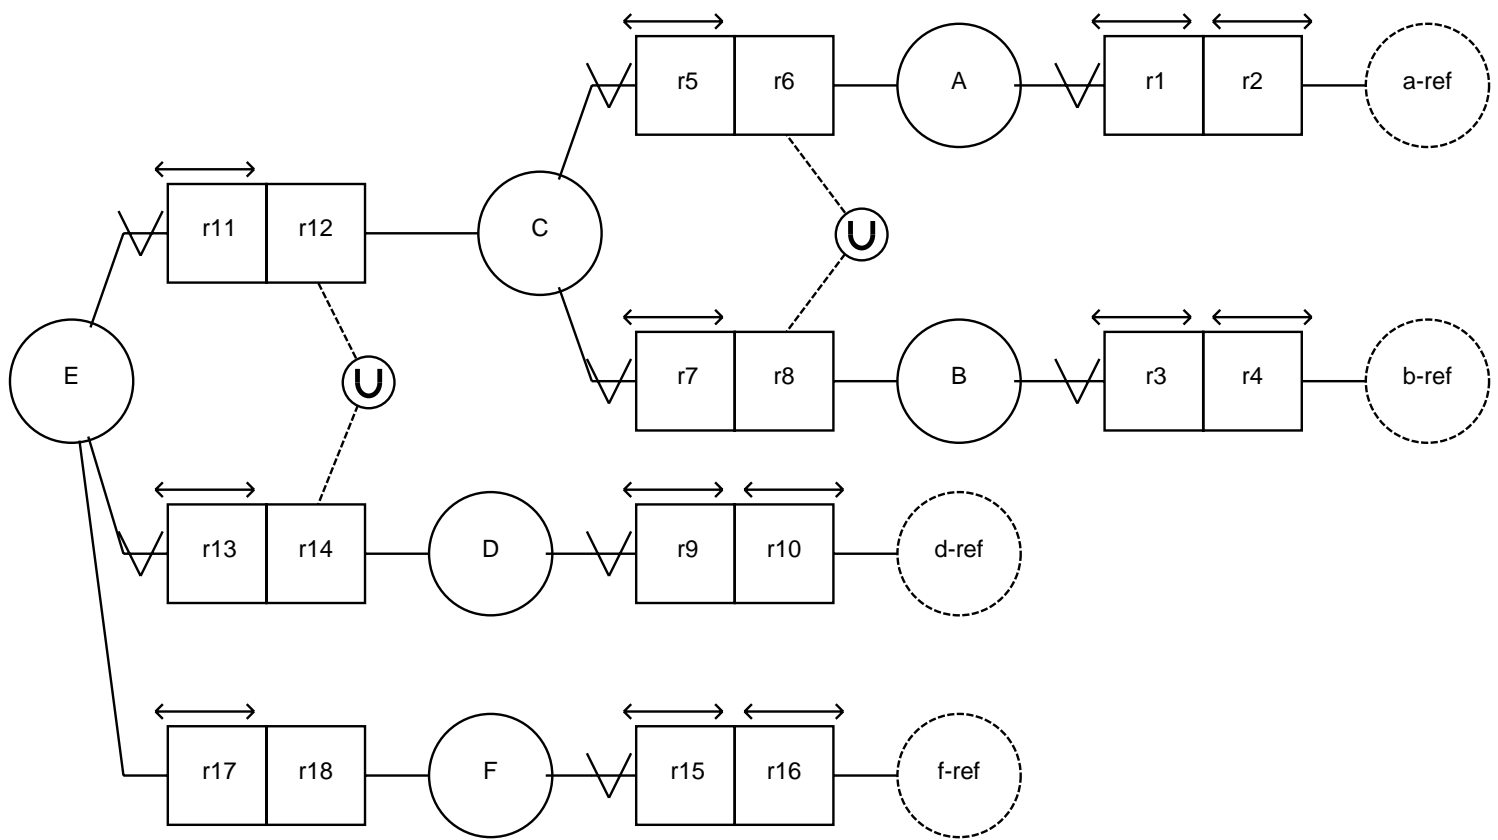 r5 r6 A r1 r2 a-ref
r11 r12 C
U
E r7 r8 B r3 r4 b-ref
U
r13 r14 D r9 r10 d-ref
r17 r18 F r15 r16 f-ref